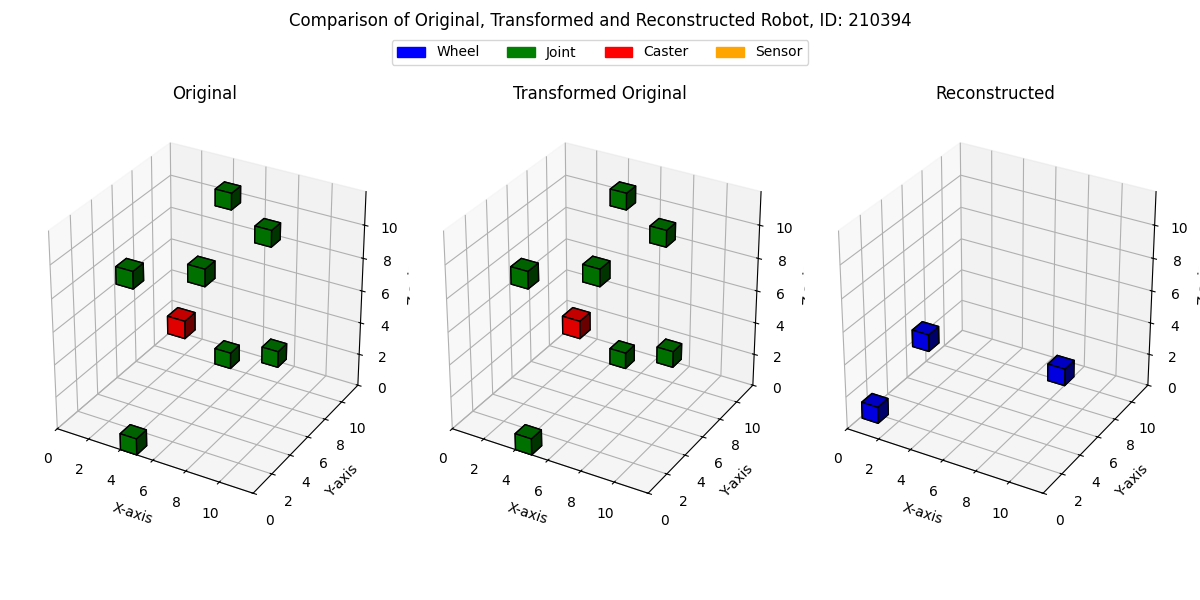 Comparison of Original, Transformed and Reconstructed Robot, ID: 210394
Wheel Joint Caster Sensor
Original Transformed Original Reconstructed
10 10 10
8 8 8
6 6 6
4 4 4
2 2 2
0 0 0
0 2 4 6 8 10 0 2 4 6 8 10 0 2 4 6 8 10
X-axis X-axis X-axis
0 2 4 6 8 10 0 2 4 6 8 10 0 2 4 6 8 10
Y-axis Y-axis Y-axis